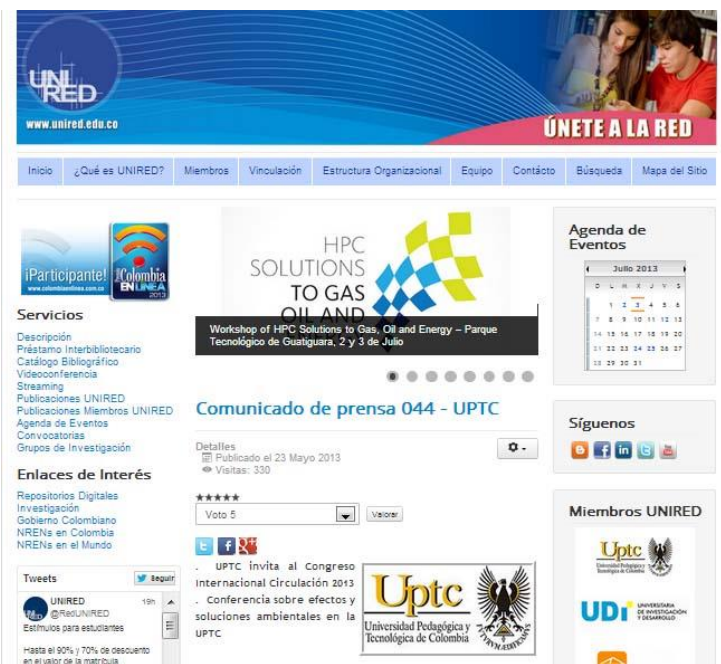 UNI
RED
www.unired.edu.co
ÚNETE A LA RED
Inicio ¿Qué es UNIRED? Miembros Vinculación Estructura Organizacional Equipo Contácto Búsqueda Mapa del Sitio
¡Participante!
www.colombiaenlinea.com.co
Colombia
EN LINEA
2013
Servicios
Descripción
Préstamo Interbibliotecario
Catálogo Bibliográfico
Videoconferencia
Streaming
Publicaciones UNIRED
Publicaciones Miembros UNIRED
Agenda de Eventos
Convocatorias
Grupos de Investigación
Enlaces de Interés
Repositorios Digitales
Investigación
Gobierno Colombiano
NRENs en Colombia
NRENs en el Mundo
Tweets
Seguir
UNIRED 19h
@RedUNIRED
Estímulos para estudiantes
Hasta el 90% y 70% de descuento
en el valor de la matrícula
HPC
SOLUTIONS
TO GAS
OIL AND
Workshop of HPC Solutions to Gas, Oil and Energy – Parque
Tecnológico de Guatiguara, 2 y 3 de Julio
Comunicado de prensa 044 - UPTC
Detalles
Publicado el 23 Mayo 2013
Visitas: 330
Voto 5
Valorar
. UPTC invita al Congreso
Internacional Circulación 2013
. Conferencia sobre efectos y
soluciones ambientales en la
UPTC
Uptc
Universidad Pedagógica y
Tecnológica de Colombia
Agenda de
Eventos
Julio 2013
D L M X J V S
1 2 3 4 5 6
7 8 9 10 11 12 13
14 15 16 17 18 19 20
21 22 23 24 25 26 27
28 29 30 31
Síguenos
Miembros UNIRED
Uptc
Universidad Pedagógica y
Tecnológica de Colombia
UDI
UNIVERSITARIA
DE INVESTIGACIÓN
Y DESARROLLO